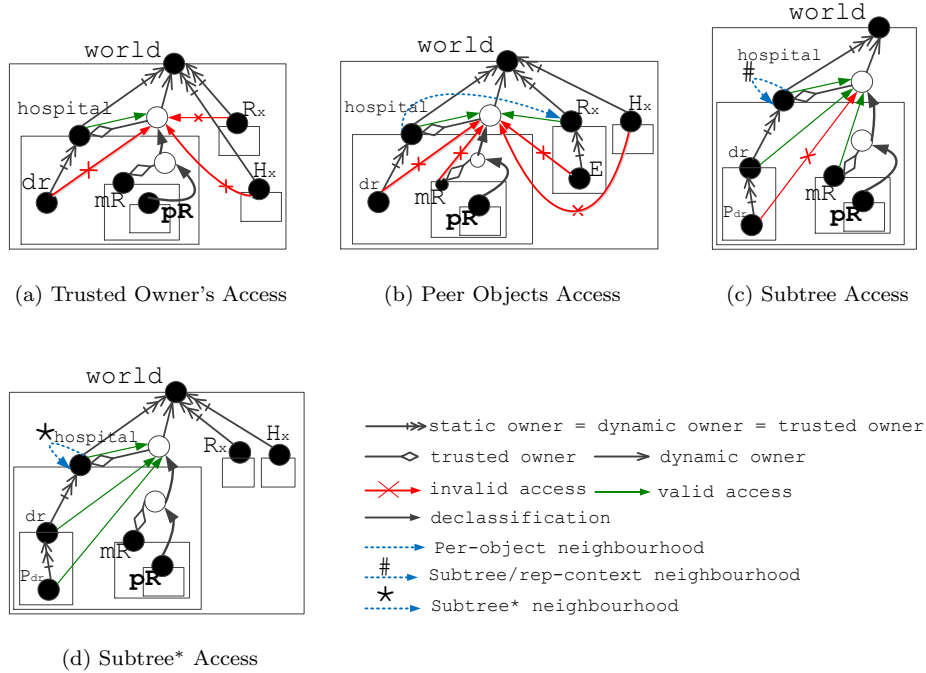 world
hospital
Rx
dr
mR
pR
Hx
(a) Trusted Owner's Access
world
hospital
Rx
Hx
dr
mR
E
pR
(b) Peer Objects Access
world
hospital
#
dr
mR
Pdr
pR
(c) Subtree Access
world
*
hospital
Rx
Hx
dr
mR
Pdr
pR
(d) Subtree* Access
static owner = dynamic owner = trusted owner
trusted owner
dynamic owner
invalid access
valid access
declassification
Per-object neighbourhood
#
Subtree/rep-context neighbourhood
*
Subtree* neighbourhood